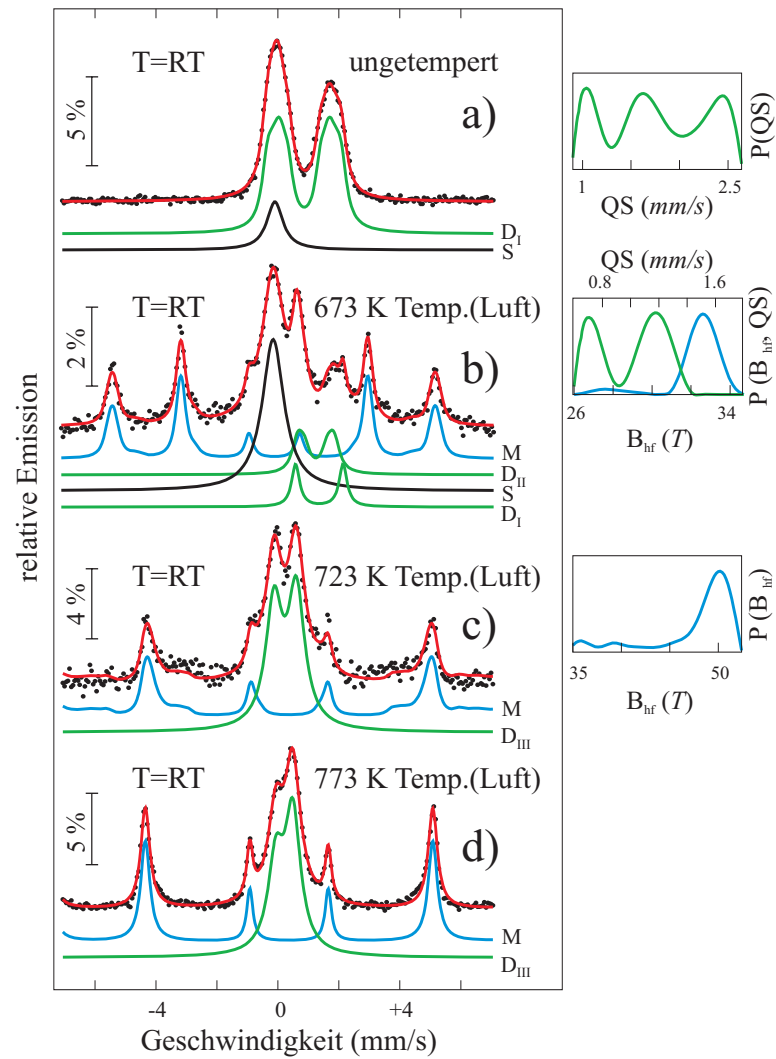 T=RT
ungetempert
5 %
a)
D_I
S
P(QS)
1
2.5
QS (mm/s)
QS (mm/s)
0.8
1.6
P (B_hf, QS)
26
34
B_hf (T)
T=RT
673 K Temp.(Luft)
2 %
b)
M
D_II
S
D_I
T=RT
723 K Temp.(Luft)
4 %
c)
M
D_III
P (B_hf)
35
50
B_hf (T)
T=RT
773 K Temp.(Luft)
5 %
d)
M
D_III
relative Emission
-4
0
+4
Geschwindigkeit (mm/s)